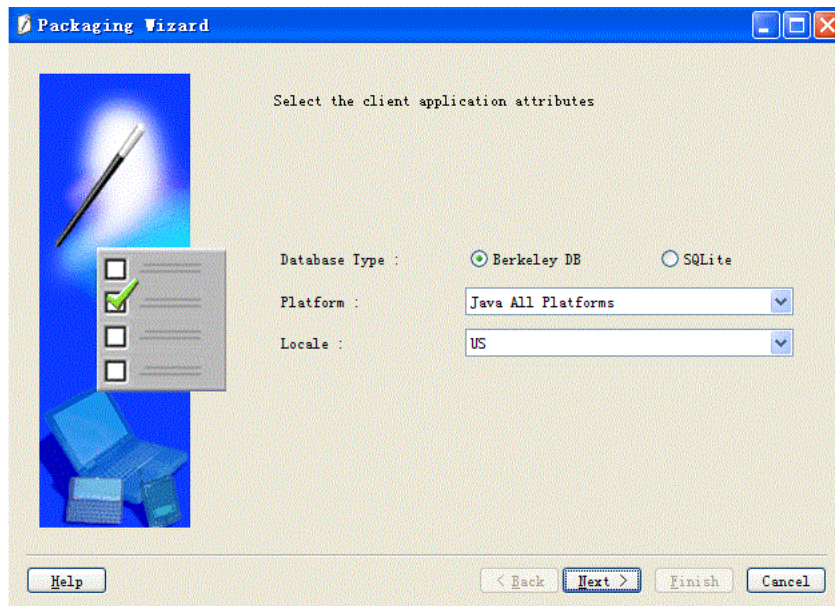 Packaging Wizard
Select the client application attributes
Database Type : Berkeley DB SQLite
Platform : Java All Platforms
Locale : US
Help < Back Next > Finish Cancel